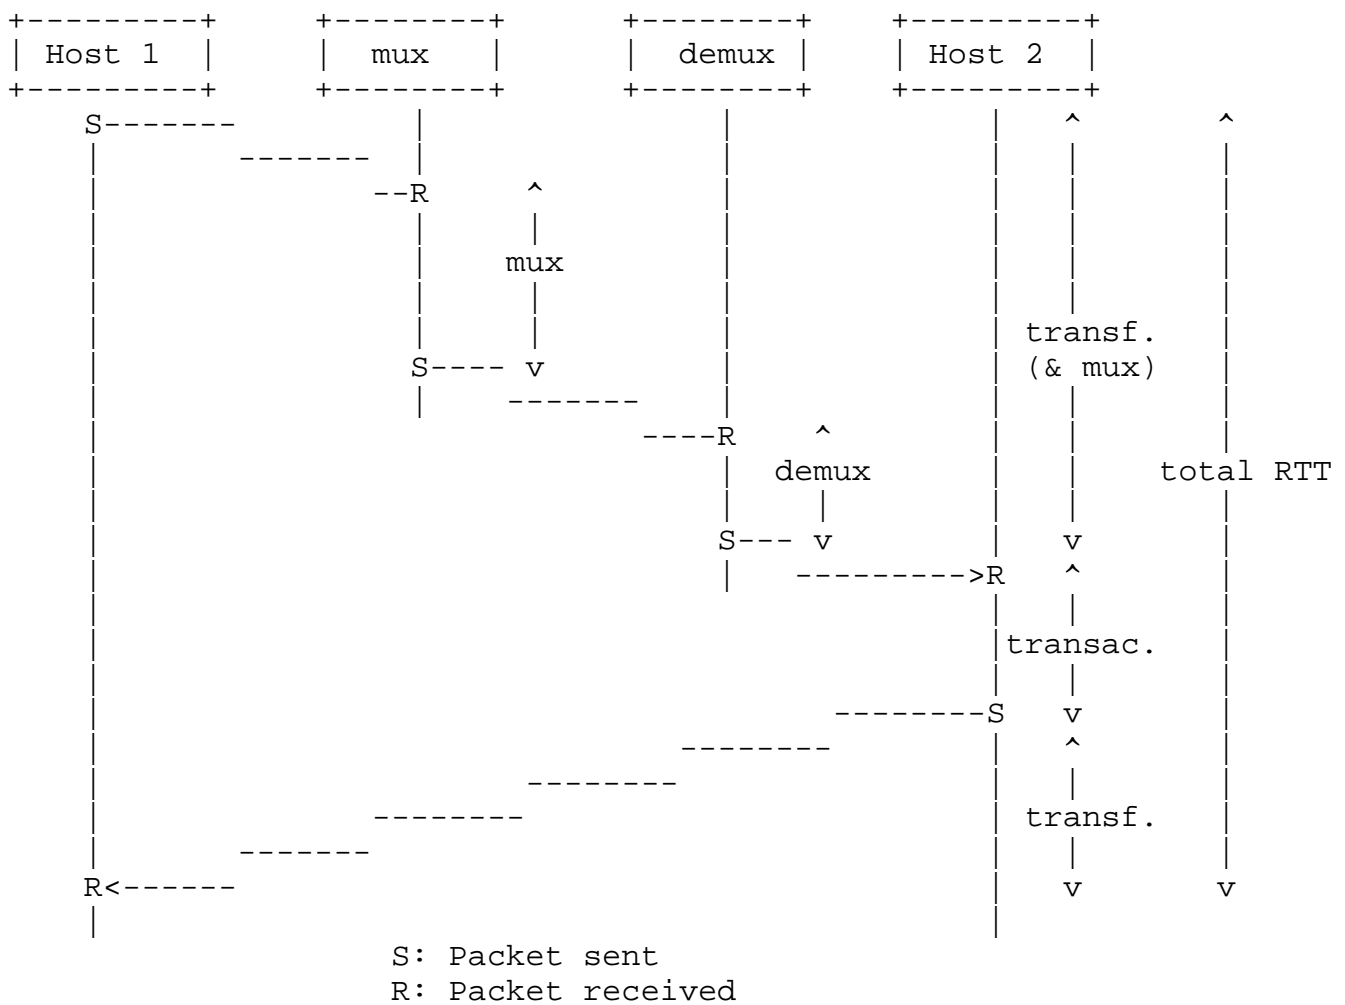 Host 1 mux demux Host 2
S ^ ^
R ^
mux
transf.
S v (& mux)
R ^
demux total RTT
S v v
R ^
transac.
S v
^
transf.
R v v
S: Packet sent
R: Packet received